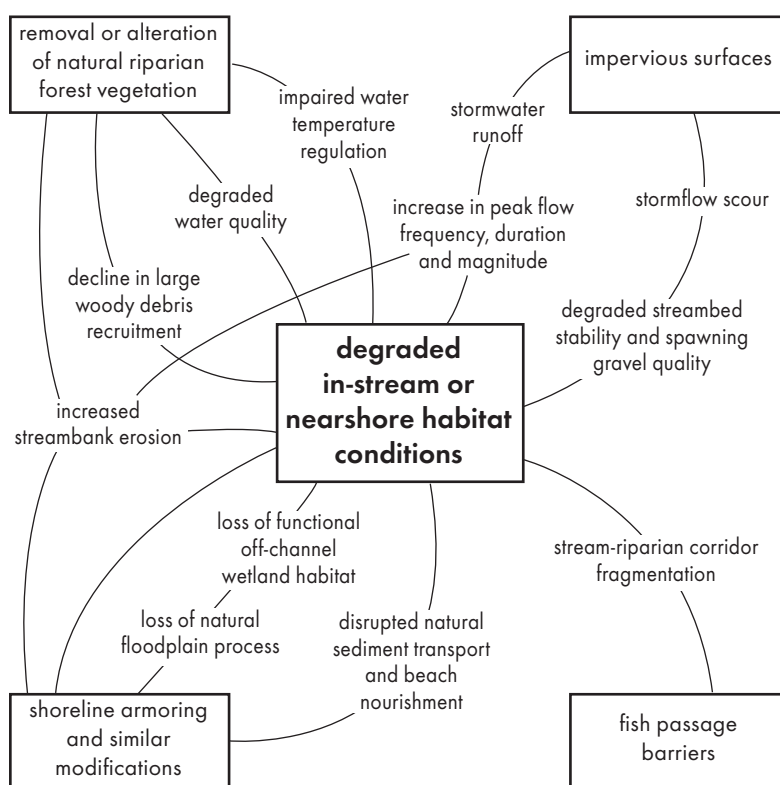 removal or alteration
of natural riparian
forest vegetation
impervious surfaces
impaired water
temperature
regulation
stormwater
runoff
degraded
water quality
increase in peak flow
frequency, duration
and magnitude
stormflow scour
decline in large
woody debris
recruitment
degraded streambed
stability and spawning
gravel quality
degraded
in-stream or
nearshore habitat
conditions
increased
streambank erosion
loss of functional
off-channel
wetland habitat
stream-riparian corridor
fragmentation
loss of natural
floodplain process
disrupted natural
sediment transport
and beach
nourishment
shoreline armoring
and similar
modifications
fish passage
barriers